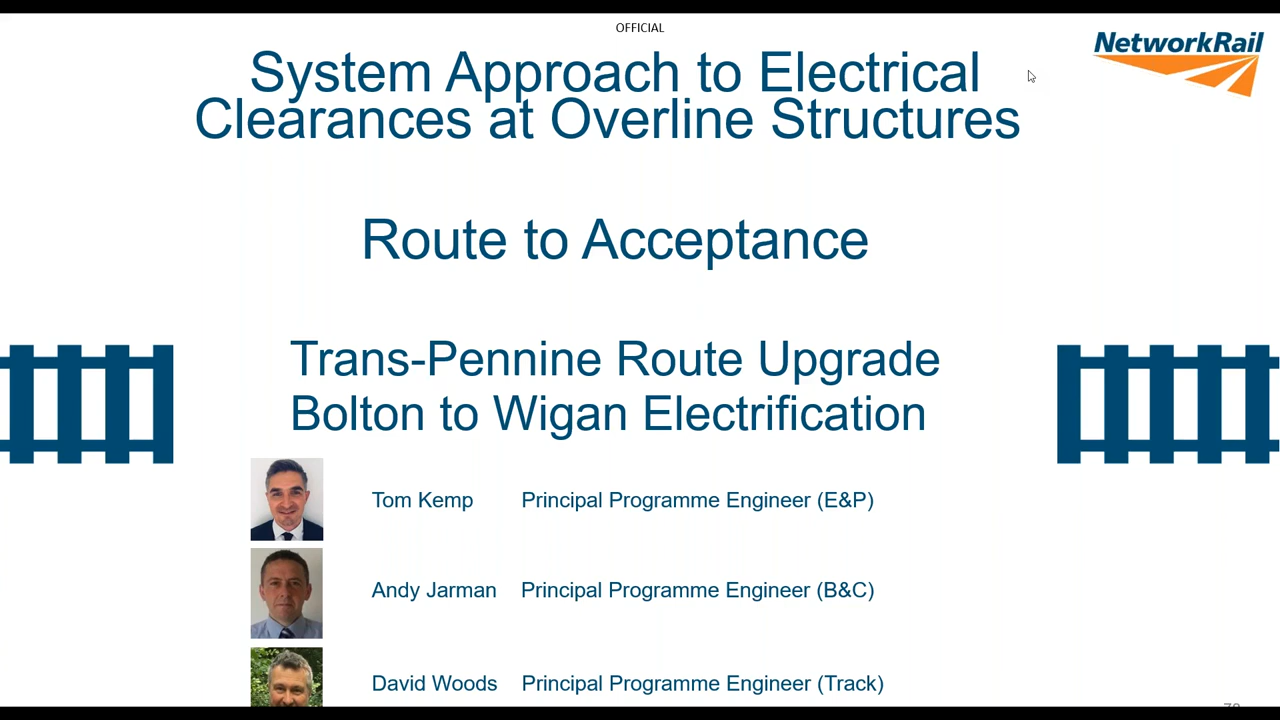 OFFICIAL
NetworkRail
System Approach to Electrical
Clearances at Overline Structures
Route to Acceptance
Trans-Pennine Route Upgrade
Bolton to Wigan Electrification
Tom Kemp Principal Programme Engineer (E&P)
Andy Jarman Principal Programme Engineer (B&C)
David Woods Principal Programme Engineer (Track)